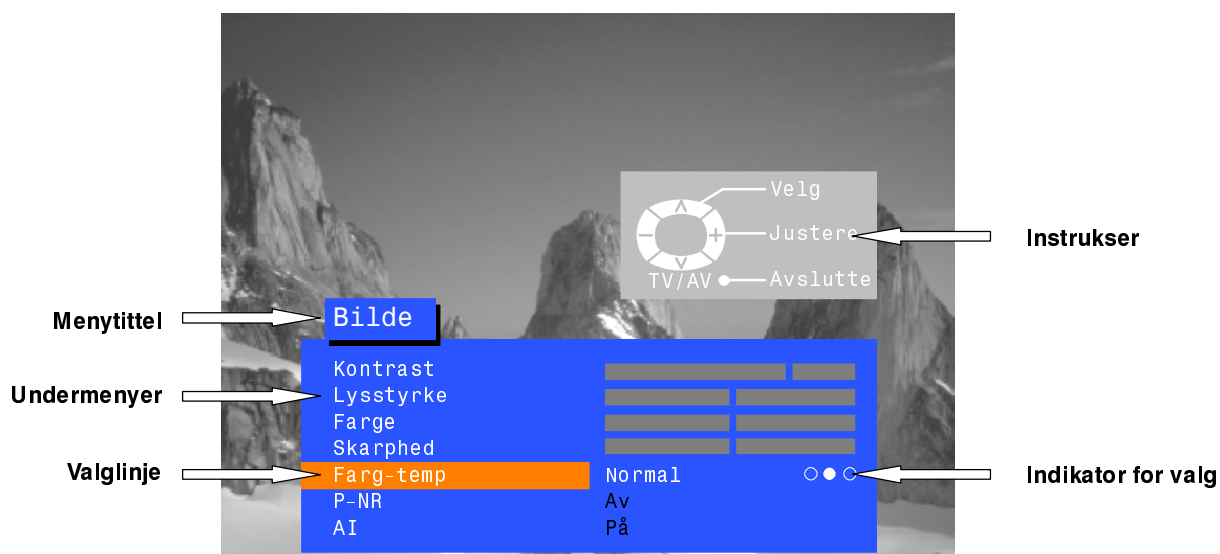 Velg
Justere
Instrukser
TV/AV
Avslutte
Menytittel
Bilde
Kontrast
Undermenyer
Lysstyrke
Farge
Skarphed
Valglinje
Farg-temp
Normal
Indikator for valg
P-NR
Av
AI
På